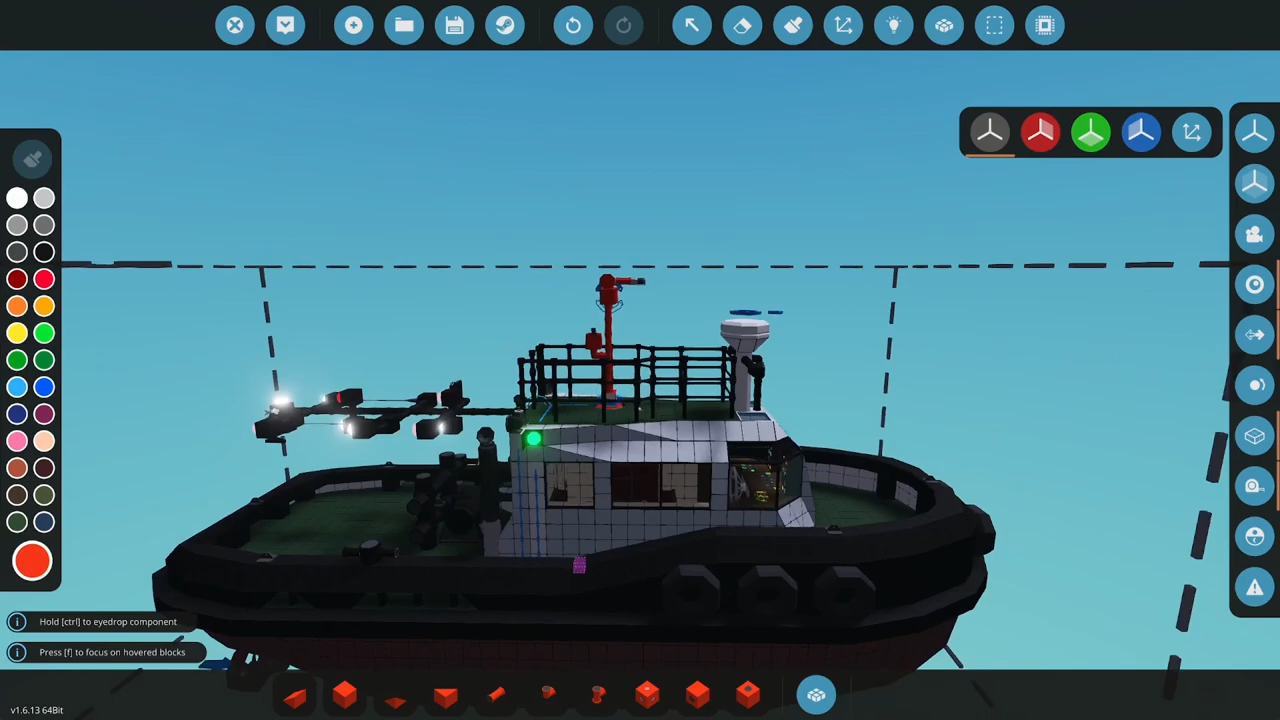 Hold [ctrl] to eyedrop component
Press [f] to focus on hovered blocks
v1.6.13 64Bit